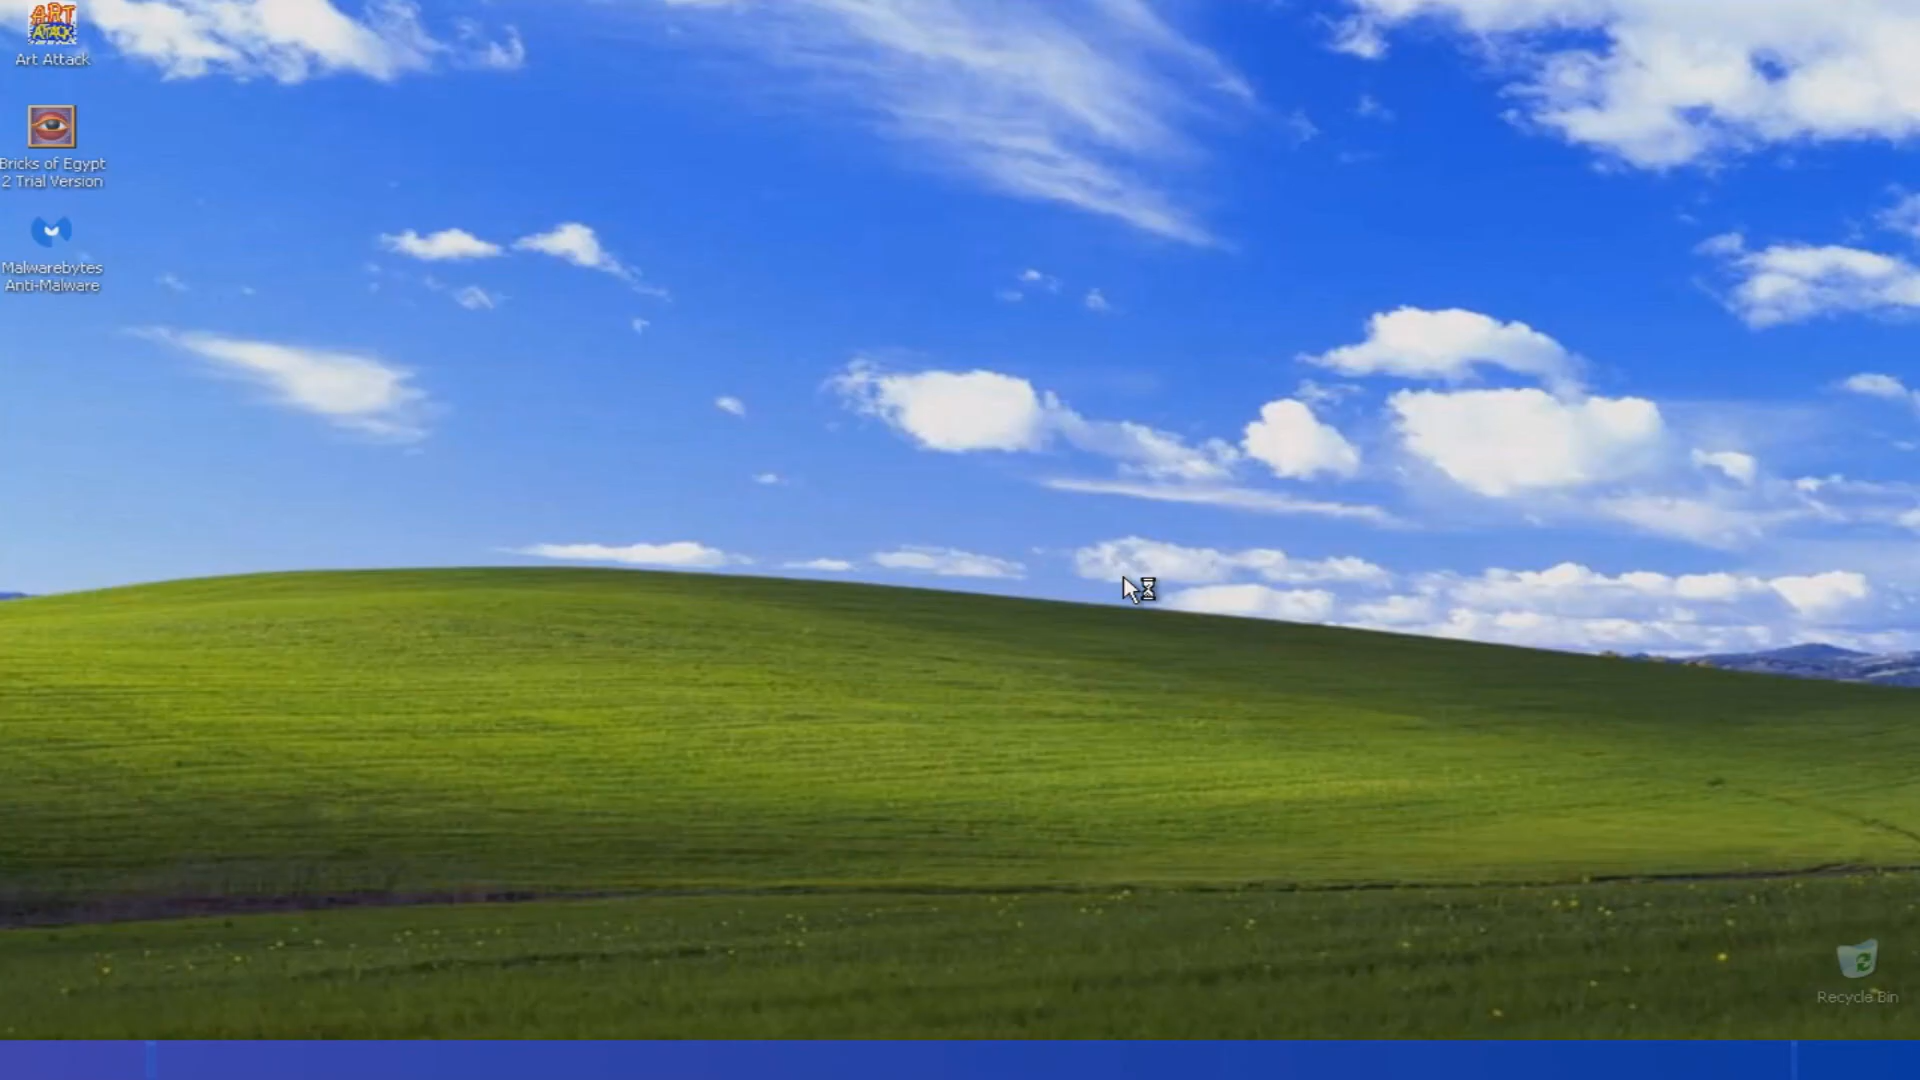 ART
ATTACK
Art Attack
Bricks of Egypt
2 Trial Version
Malwarebytes
Anti-Malware
Recycle Bin